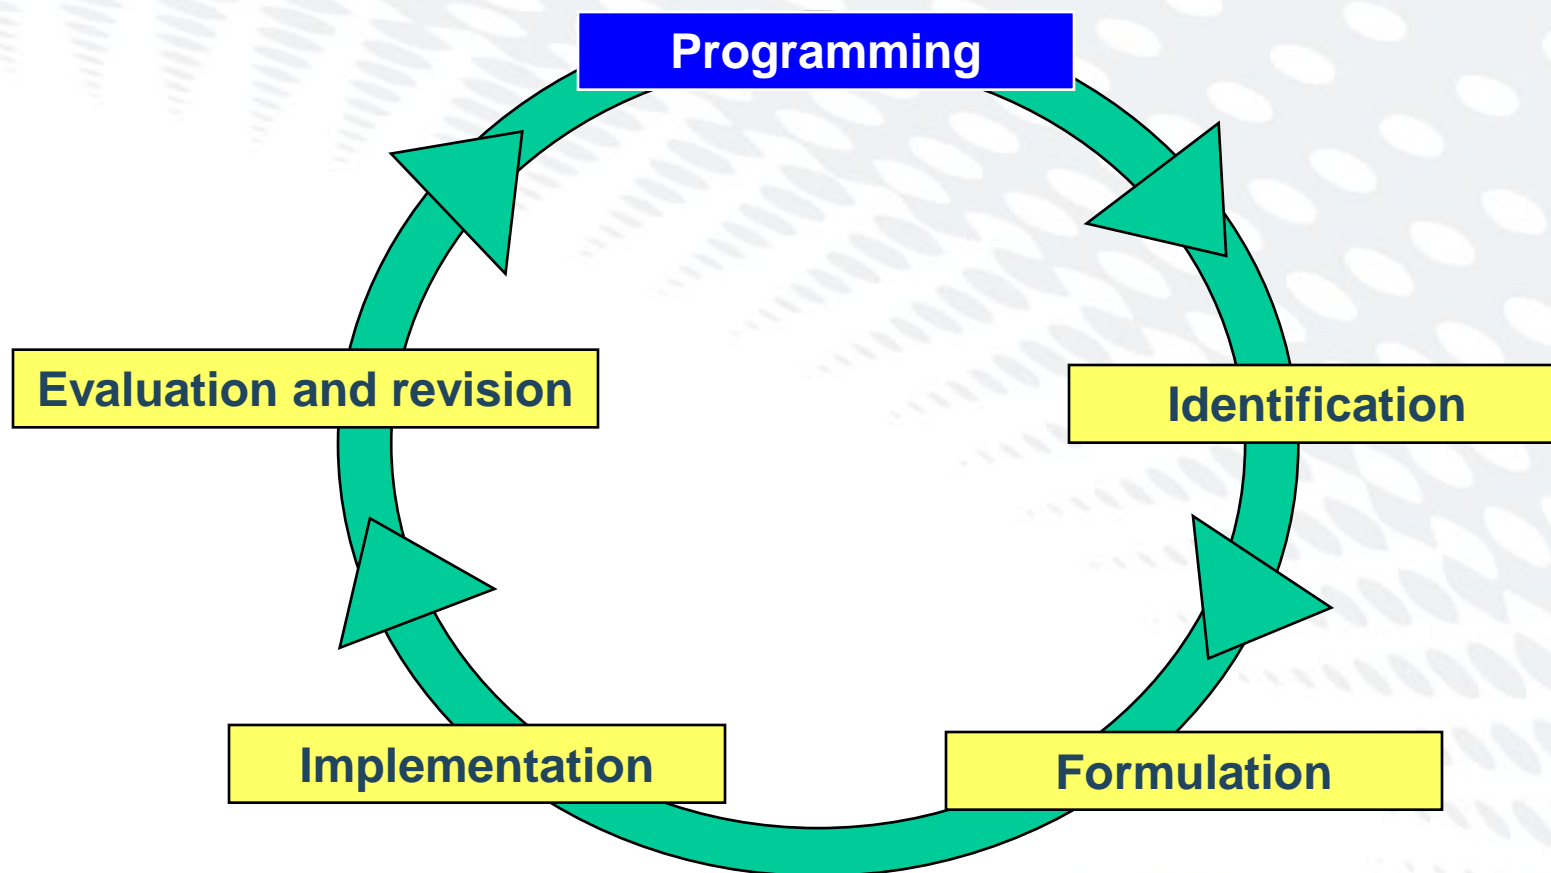 Programming
Evaluation and revision
Identification
Implementation
Formulation